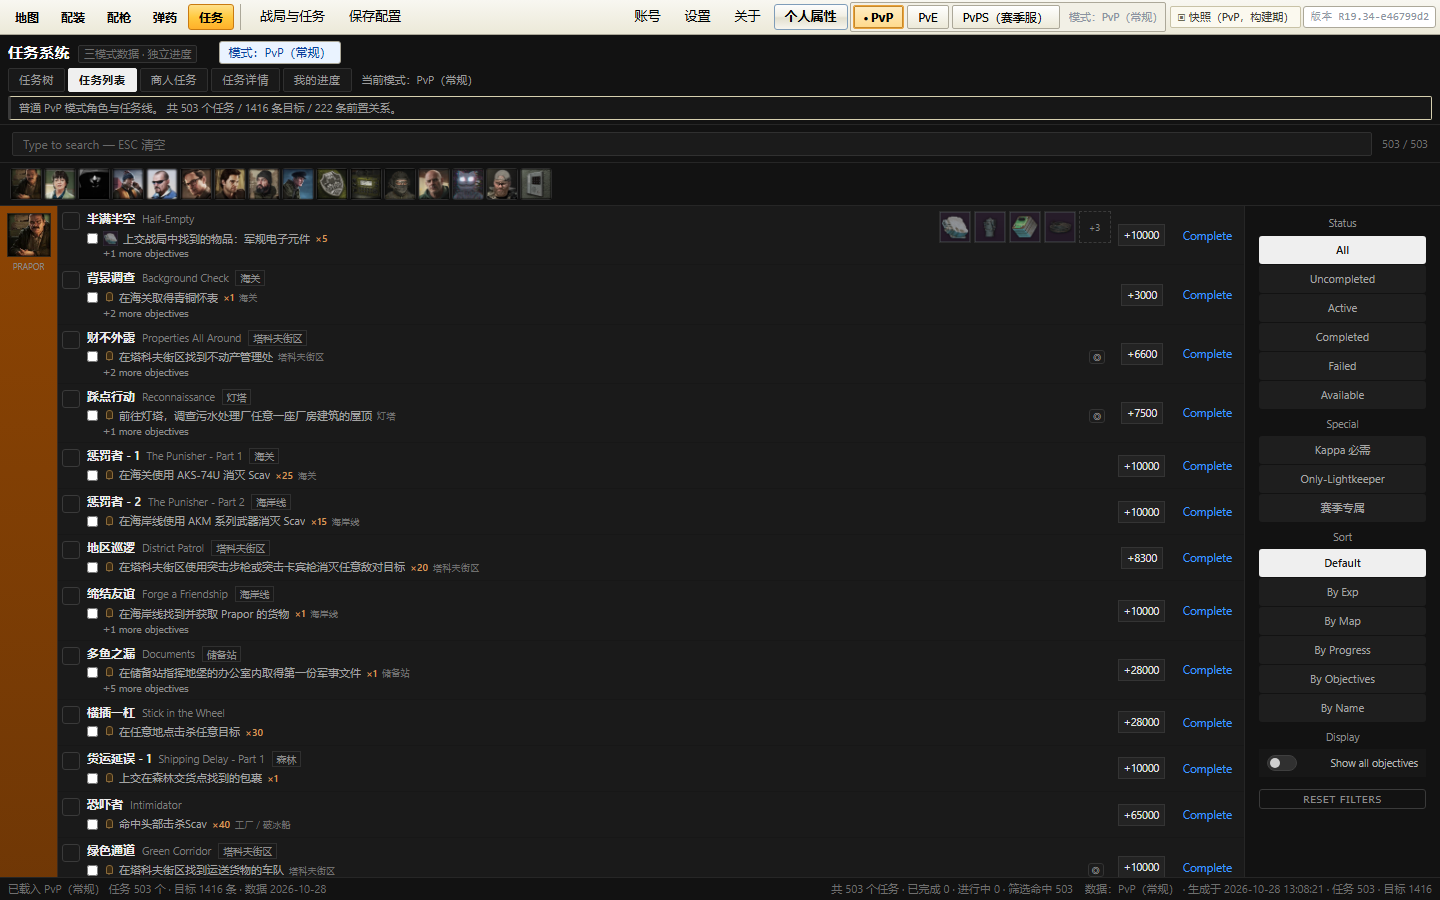 地图 配装 配枪 弹药 任务 战局与任务 保存配置 账号 设置 关于 个人属性 • PvP PvE PvPS（赛季服） 模式：PvP（常规） 快照（PvP，构建期） 版本 R19.34-e46799d2
任务系统 三模式数据 · 独立进度 模式：PvP（常规）
任务树 任务列表 商人任务 任务详情 我的进度 当前模式：PvP（常规）
普通 PvP 模式角色与任务线。 共 503 个任务 / 1416 条目标 / 222 条前置关系。
Type to search — ESC 清空 503 / 503
PRAPOR
半满半空 Half-Empty
上交战局中找到的物品：军规电子元件 ×5
+1 more objectives
+3 +10000 Complete
背景调查 Background Check 海关
在海关取得青铜怀表 ×1 海关
+2 more objectives
+3000 Complete
财不外露 Properties All Around 塔科夫街区
在塔科夫街区找到不动产管理处 塔科夫街区
+2 more objectives
+6600 Complete
踩点行动 Reconnaissance 灯塔
前往灯塔，调查污水处理厂任意一座厂房建筑的屋顶 灯塔
+1 more objectives
+7500 Complete
惩罚者 - 1 The Punisher - Part 1 海关
在海关使用 AKS-74U 消灭 Scav ×25 海关
+10000 Complete
惩罚者 - 2 The Punisher - Part 2 海岸线
在海岸线使用 AKM 系列武器消灭 Scav ×15 海岸线
+10000 Complete
地区巡逻 District Patrol 塔科夫街区
在塔科夫街区使用突击步枪或突击卡宾枪消灭任意敌对目标 ×20 塔科夫街区
+8300 Complete
缔结友谊 Forge a Friendship 海岸线
在海岸线找到并获取 Prapor 的货物 ×1 海岸线
+1 more objectives
+10000 Complete
多鱼之漏 Documents 储备站
在储备站指挥地堡的办公室内取得第一份军事文件 ×1 储备站
+5 more objectives
+28000 Complete
横插一杠 Stick in the Wheel
在任意地点击杀任意目标 ×30
+28000 Complete
货运延误 - 1 Shipping Delay - Part 1 森林
上交在森林交货点找到的包裹 ×1
+10000 Complete
恐吓者 Intimidator
命中头部击杀Scav ×40 工厂 / 破冰船
+65000 Complete
绿色通道 Green Corridor 塔科夫街区
在塔科夫街区找到运送货物的车队 塔科夫街区
+10000 Complete
Status
All
Uncompleted
Active
Completed
Failed
Available
Special
Kappa 必需
Only-Lightkeeper
赛季专属
Sort
Default
By Exp
By Map
By Progress
By Objectives
By Name
Display
Show all objectives
RESET FILTERS
已载入 PvP（常规） 任务 503 个 · 目标 1416 条 · 数据 2026-10-28 共 503 个任务 · 已完成 0 · 进行中 0 · 筛选命中 503 数据：PvP（常规） · 生成于 2026-10-28 13:08:21 · 任务 503 · 目标 1416